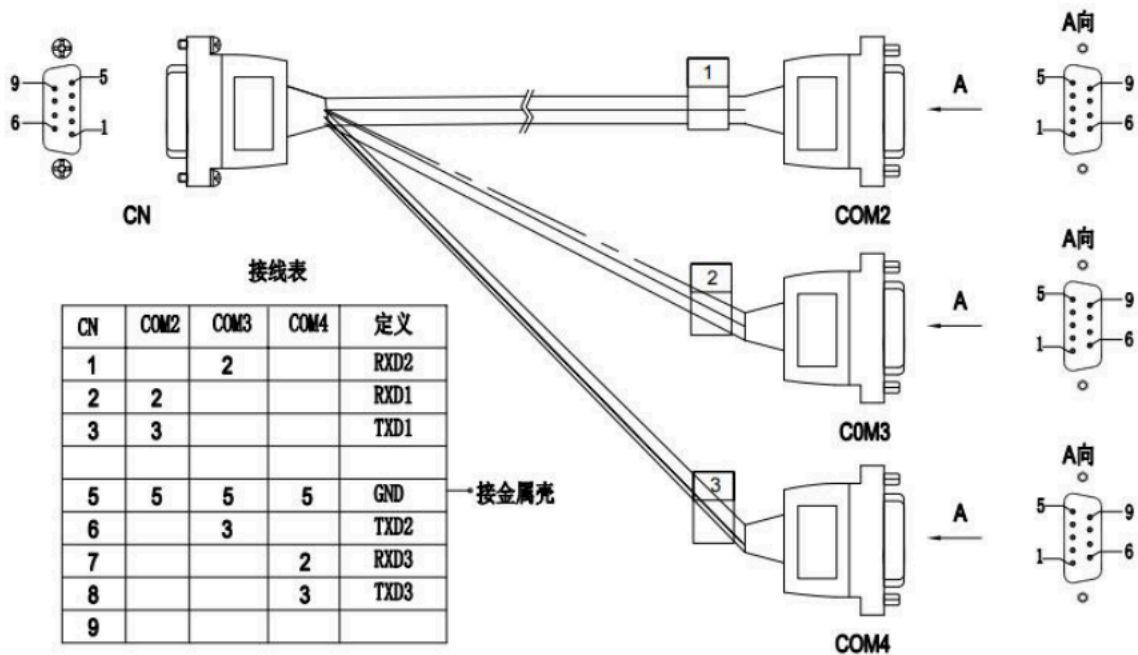 A向
9 5
6 1
CN
1
A
5 9
1 6
COM2
A向
2
A
5 9
1 6
C0M3
A向
3
A
5 9
1 6
COM4
接线表
CN COM2 COM3 COM4 定义
1 2 RXD2
2 2 RXD1
3 3 TXD1
5 5 5 5 GND 接金属壳
6 3 TXD2
7 2 RXD3
8 3 TXD3
9